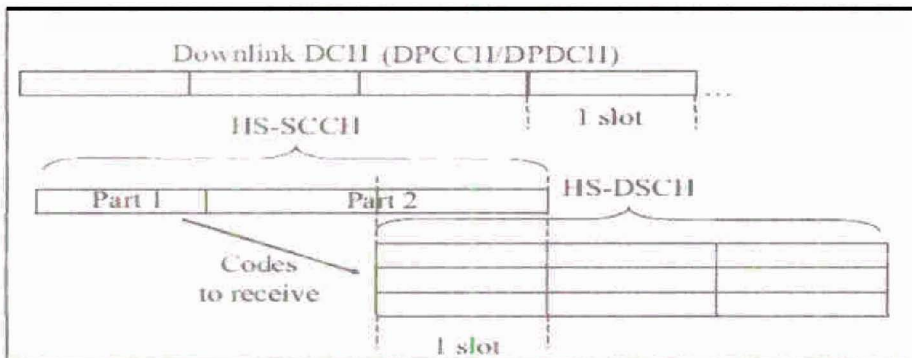 Downlink DCH (DPCCH/DPDCH)
...
1 slot
HS-SCCH
HS-DSCH
Part 1
Part 2
Codes
to receive
1 slot